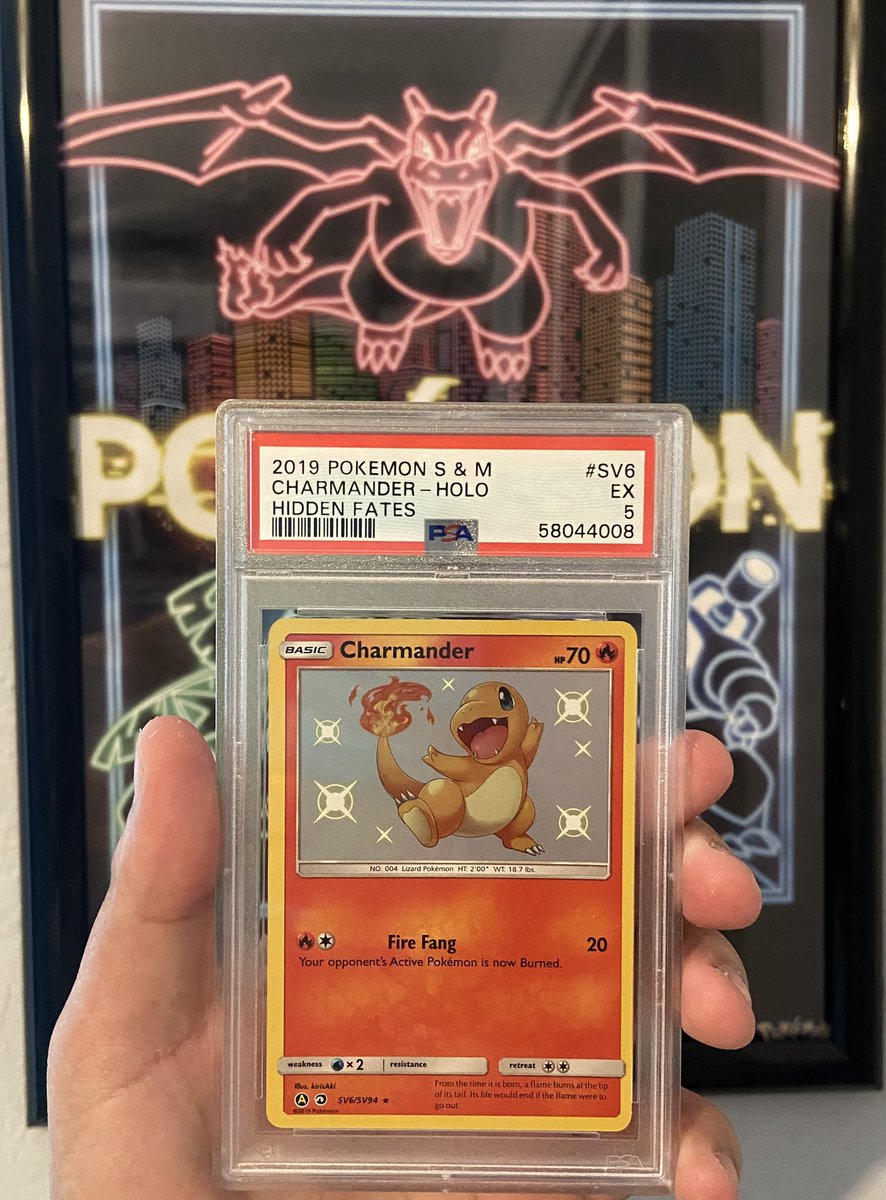 2019 POKEMON S & M #SV6
CHARMANDER - HOLO EX
HINDDEN FATES 5
PSA 58044008
BASIC Charmander HP70
NO. 004 Lizard Pokémon HT: 2'00" WT: 18.7 lbs.
Fire Fang 20
Your opponent's Active Pokémon is now Burned.
weakness ×2 resistance retreat
Illus. kirisAki
From the time it is born, a flame burns at the tip
of its tail. Its life would end if the flame were to
go out.
A SV6/SV94 ★
©2019 Pokémon